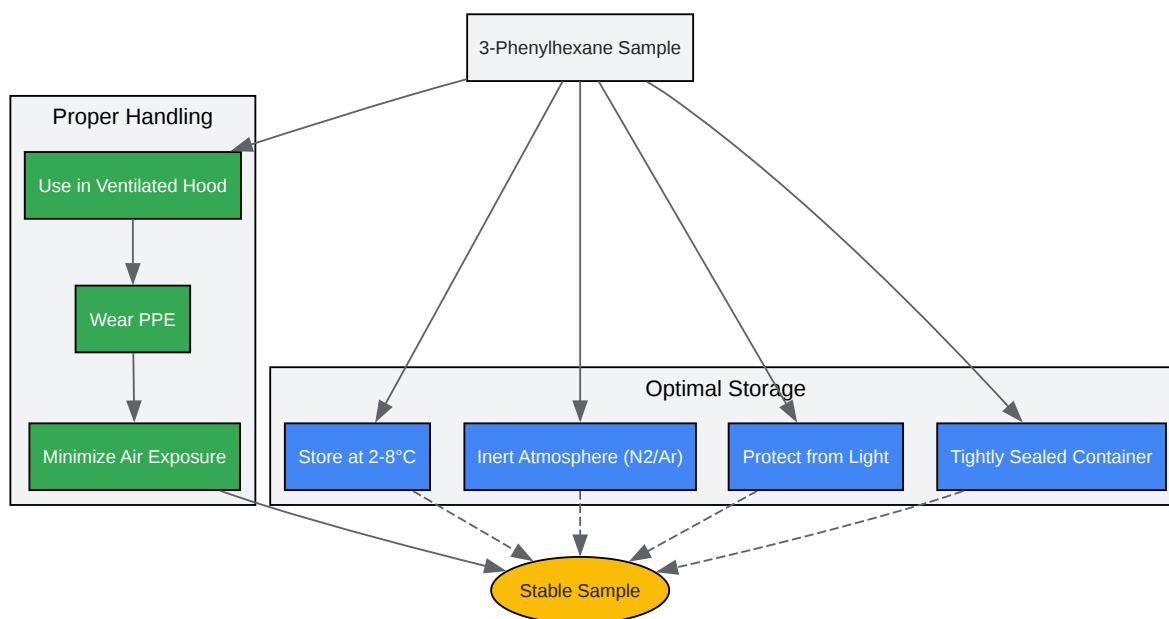 3-Phenylhexane Sample
Proper Handling
Use in Ventilated Hood
Wear PPE
Minimize Air Exposure
Optimal Storage
Store at 2-8°C
Inert Atmosphere (N2/Ar)
Protect from Light
Tightly Sealed Container
Stable Sample